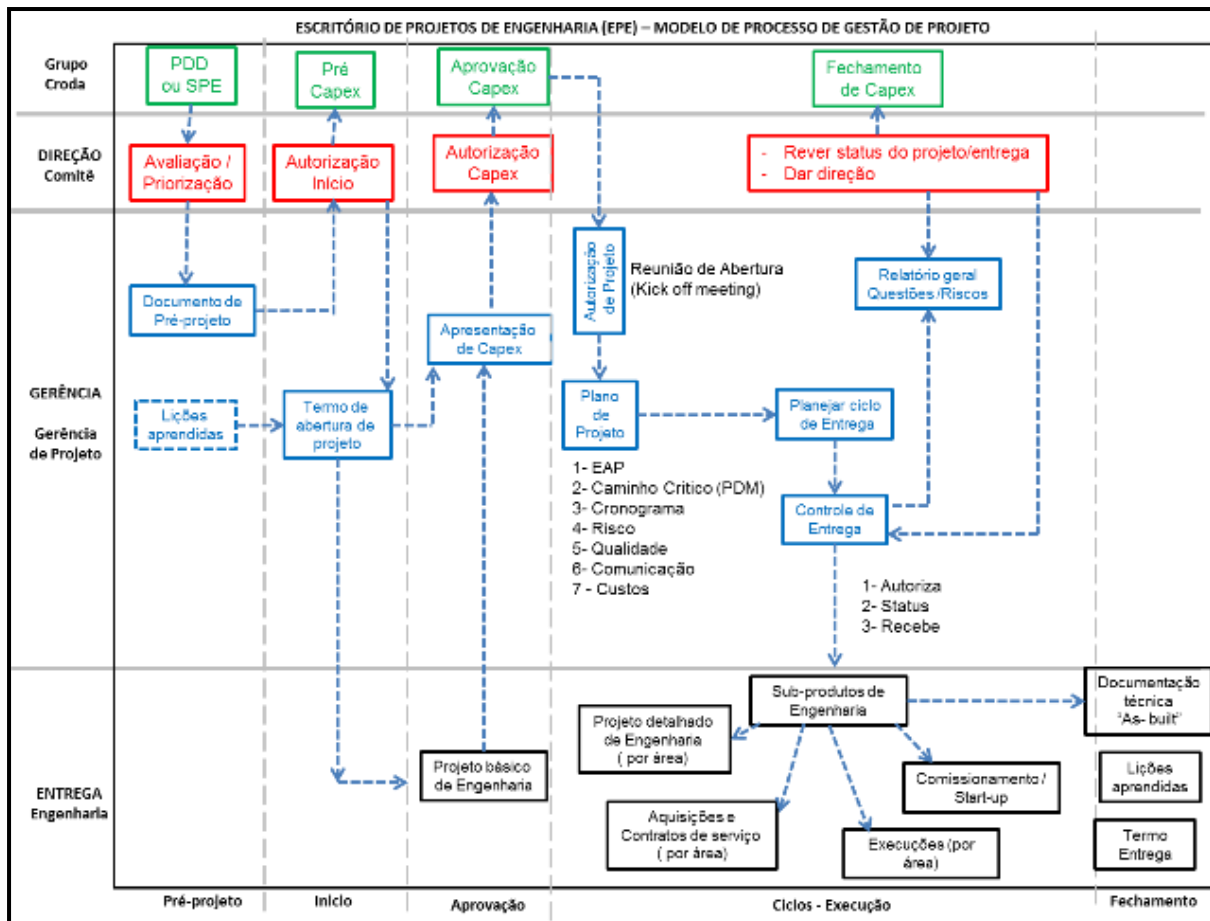 ESCRITÓRIO DE PROJETOS DE ENGENHARIA (EPE) – MODELO DE PROCESSO DE GESTÃO DE PROJETO
Grupo
Croda
PDD
ou SPE
Pré
Capex
Aprovação
Capex
Fechamento
de Capex
DIREÇÃO
Comitê
Avaliação /
Priorização
Autorização
Início
Autorização
Capex
- Rever status do projeto/entrega
- Dar direção
GERÊNCIA
Gerência
de Projeto
Documento de
Pré-projeto
Apresentação
de Capex
Autorização
de Projeto
Reunião de Abertura
(Kick off meeting)
Relatório geral
Questões /Riscos
Lições
aprendidas
Termo de
abertura de
projeto
Plano
de
Projeto
Planejar ciclo
de Entrega
1- EAP
2- Caminho Critico (PDM)
3- Cronograma
4- Risco
5- Qualidade
6- Comunicação
7 - Custos
Controle de
Entrega
1- Autoriza
2- Status
3- Recebe
ENTREGA
Engenharia
Projeto básico
de Engenharia
Sub-produtos de
Engenharia
Projeto detalhado
de Engenharia
( por área)
Aquisições e
Contratos de serviço
( por área)
Execuções (por
área)
Comissionamento /
Start-up
Documentação
técnica
"As- built"
Lições
aprendidas
Termo
Entrega
Pré-projeto
Início
Aprovação
Ciclos - Execução
Fechamento